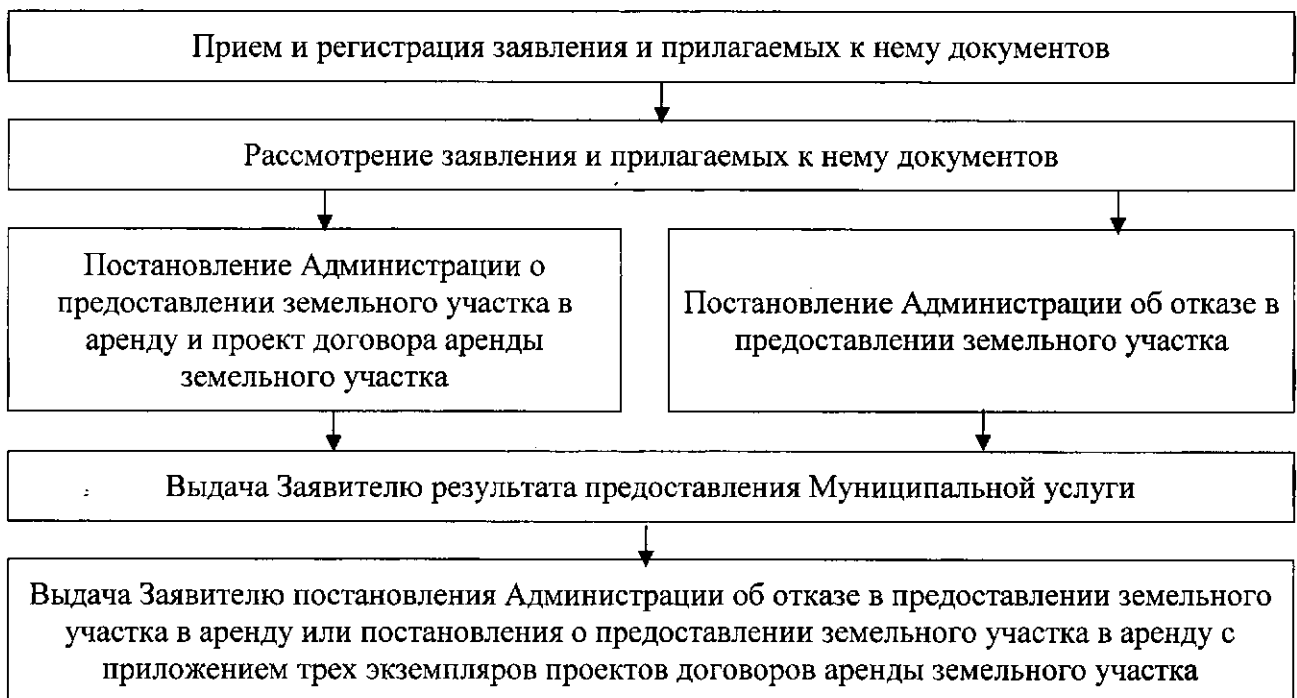 Прием и регистрация заявления и прилагаемых к нему документов
Рассмотрение заявления и прилагаемых к нему документов
Постановление Администрации о
предоставлении земельного участка в
аренду и проект договора аренды
земельного участка
Постановление Администрации об отказе в
предоставлении земельного участка
Выдача Заявителю результата предоставления Муниципальной услуги
Выдача Заявителю постановления Администрации об отказе в предоставлении земельного
участка в аренду или постановления о предоставлении земельного участка в аренду с
приложением трех экземпляров проектов договоров аренды земельного участка